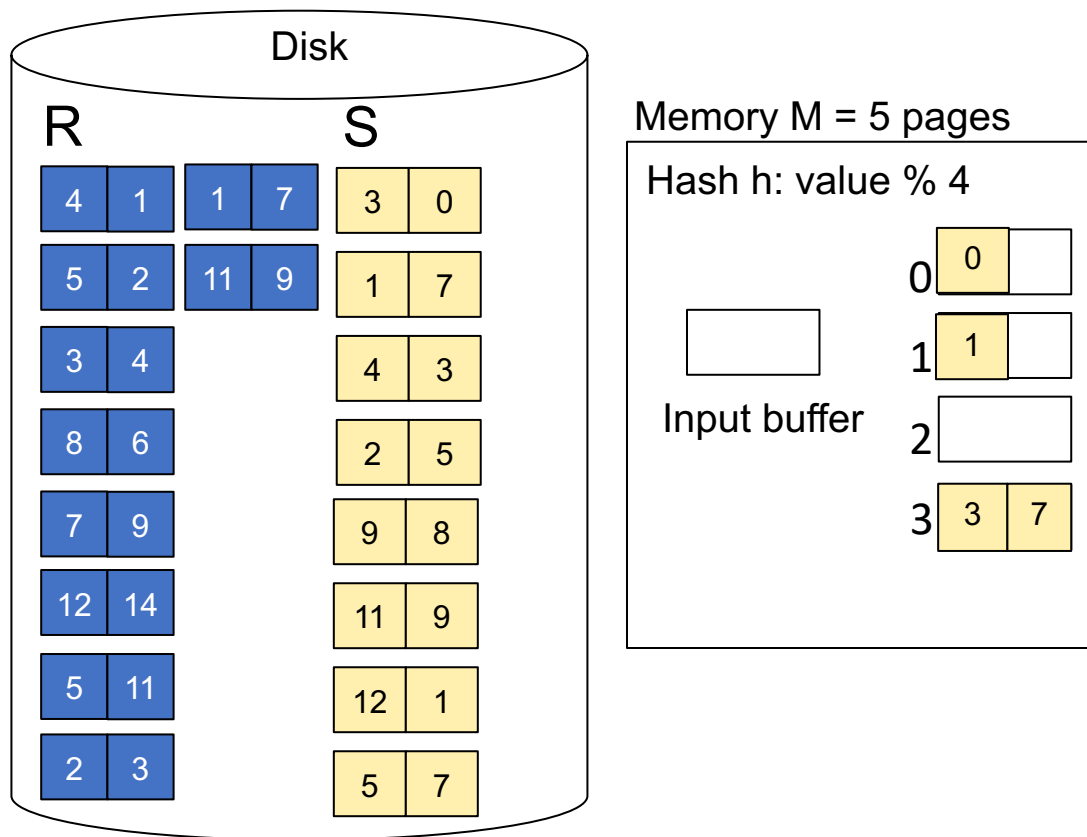 Disk
R S
4 1 1 7 3 0
5 2 11 9 1 7
3 4 4 3
8 6 2 5
7 9 9 8
12 14 11 9
5 11 12 1
2 3 5 7
Memory M = 5 pages
Hash h: value % 4
0 0
1 1
Input buffer
2
3 3 7